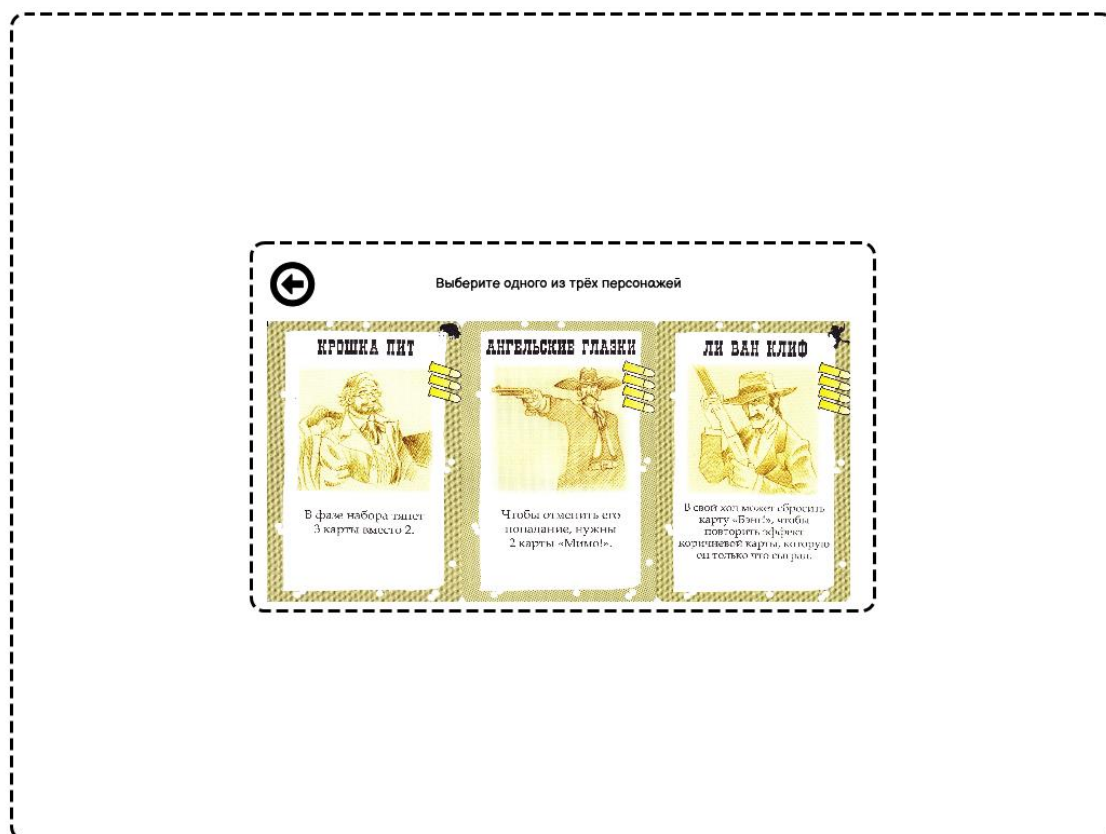 Выберите одного из трёх персонажей
КРОШКА ПИТ
В фазе набора тянет
3 карты вместо 2.
АНГЕЛЬСКИЕ ГЛАЗКИ
Чтобы отменить его
попадание, нужны
2 карты «Мимо!».
ЛИ ВАН КЛИФ
В свой ход может сбросить
карту «Бэнг!», чтобы
повторить эффект
коричневой карты, которую
он только что сыграл.